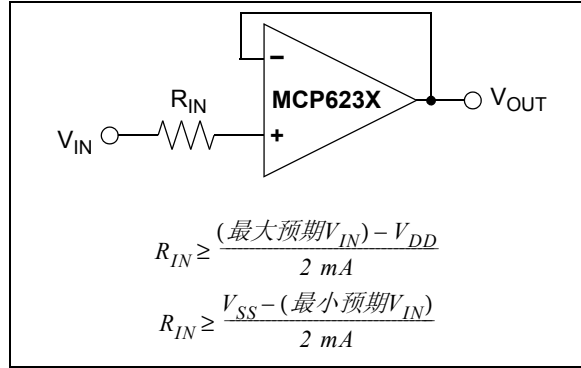 −
MCP623X
V_OUT
R_IN
V_IN
+
R_IN ≥ (最大预期V_IN) – V_DD / 2 mA
R_IN ≥ V_SS – (最小预期V_IN) / 2 mA